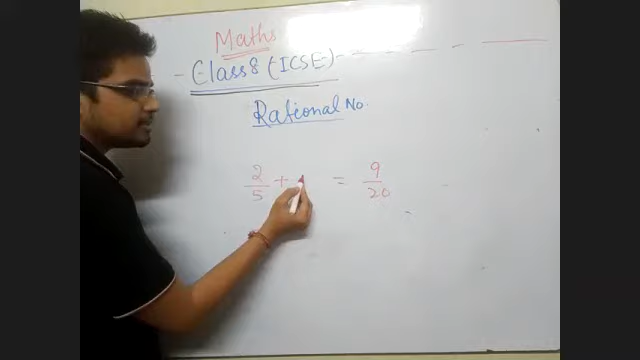 Maths
Class 8 (ICSE)
Rational No.
2/5 + = 9/20